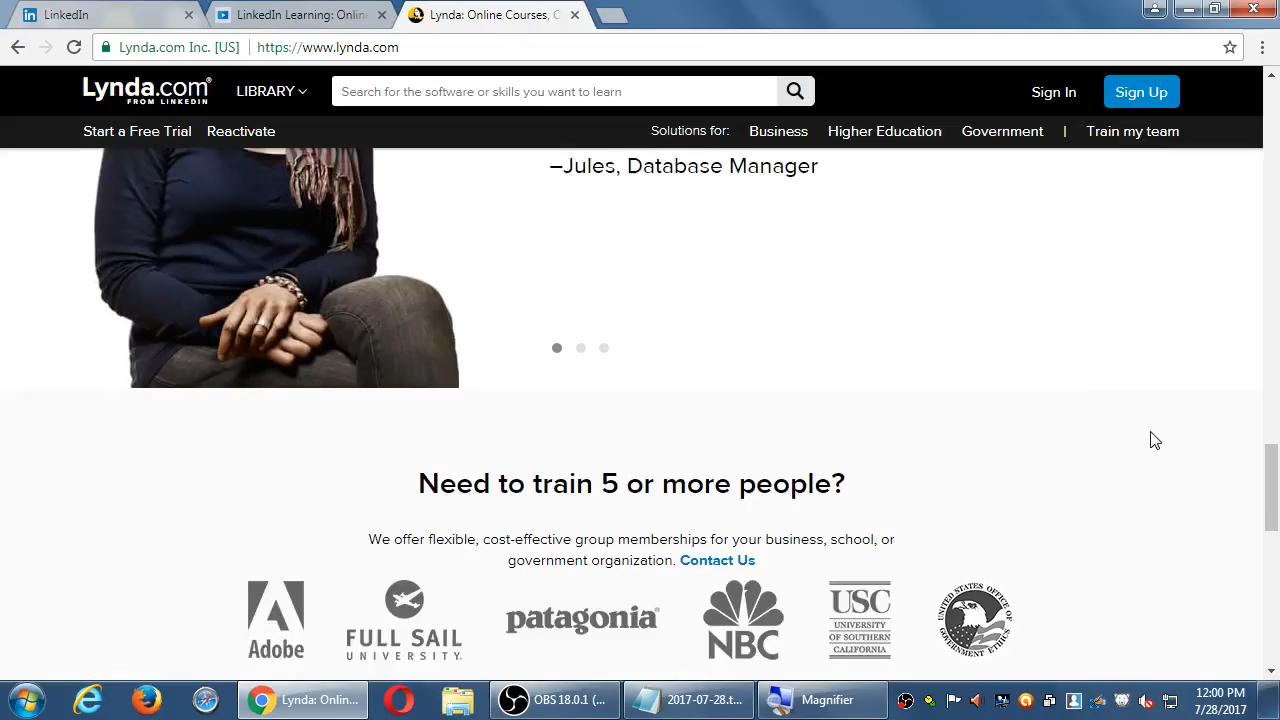 LinkedIn
LinkedIn Learning: Onlin
Lynda: Online Courses, C
Lynda.com Inc. [US]
https://www.lynda.com
Lynda.com®
FROM LINKEDIN
LIBRARY
Search for the software or skills you want to learn
Sign In
Sign Up
Start a Free Trial
Reactivate
Solutions for:
Business
Higher Education
Government
|
Train my team
–Jules, Database Manager
Need to train 5 or more people?
We offer flexible, cost-effective group memberships for your business, school, or
government organization. Contact Us
Adobe
FULL SAIL
UNIVERSITY.
patagonia®
NBC
USC
UNIVERSITY
OF SOUTHERN
CALIFORNIA
UNITED STATES OFFICE OF GOVERNMENT ETHICS
Lynda: Onlin...
OBS 18.0.1 (...
2017-07-28.t...
Magnifier
12:00 PM
7/28/2017